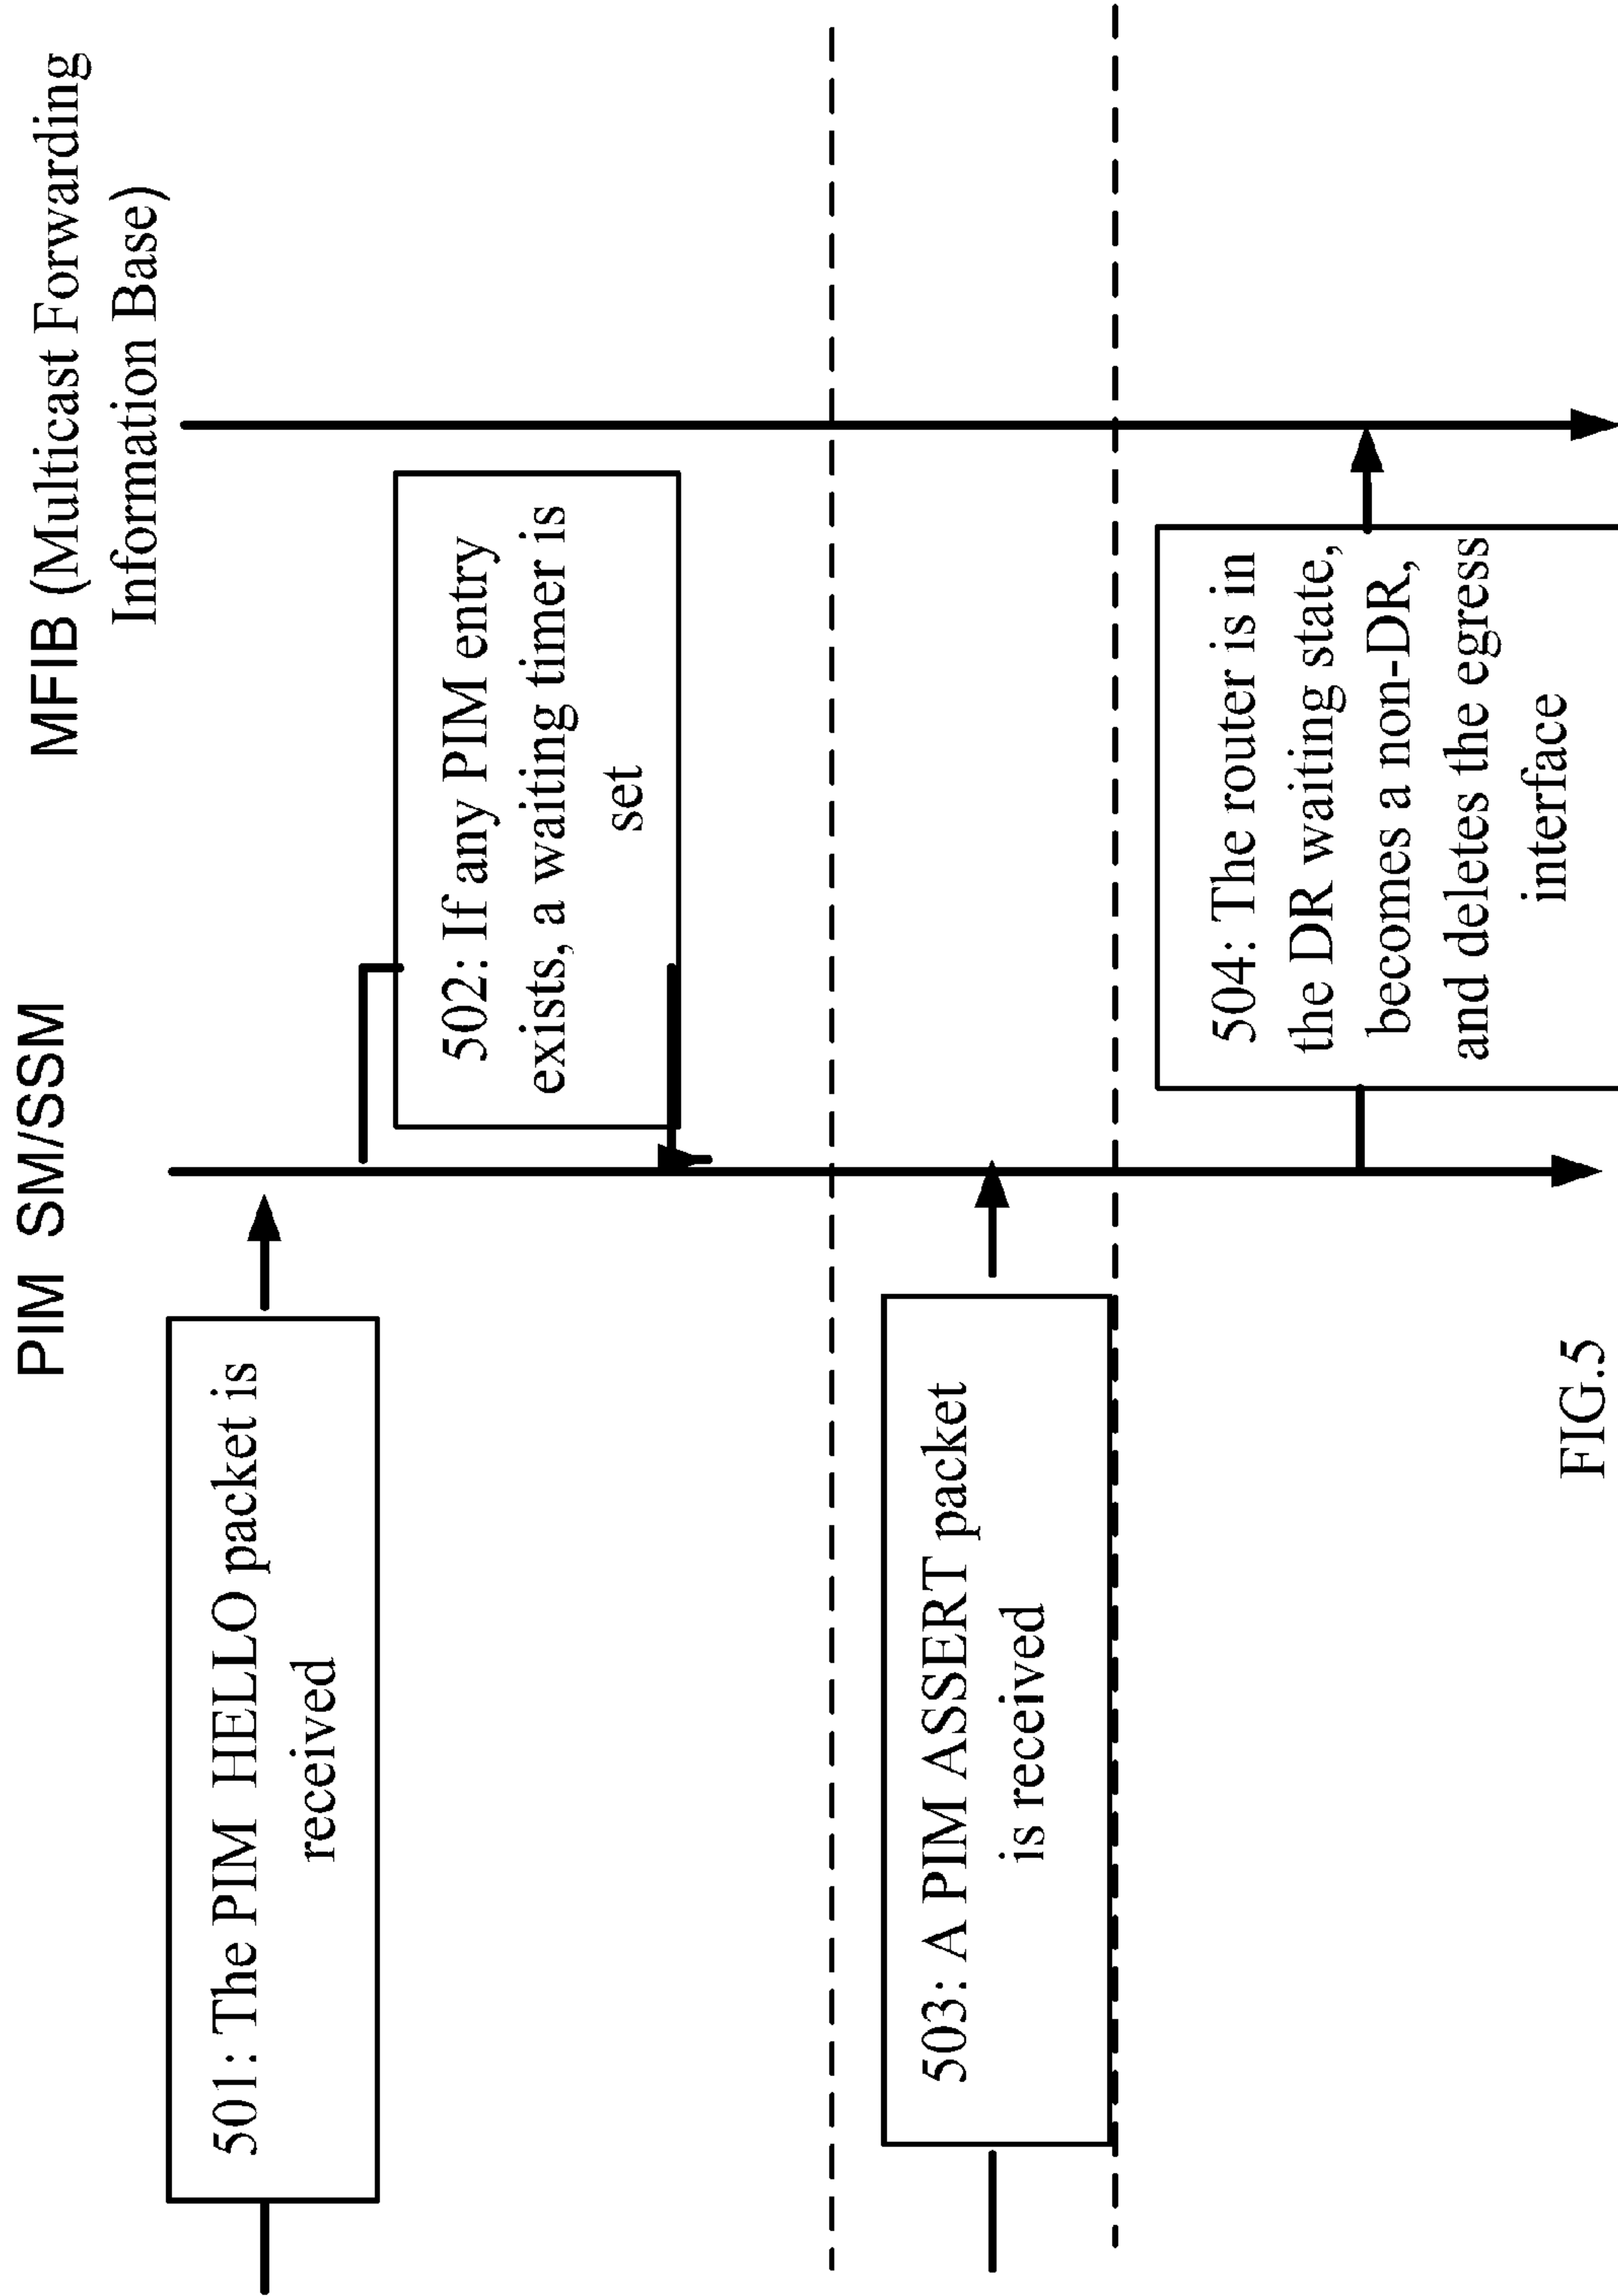 PIM SM/SSM
MFIB (Multicast Forwarding
Information Base)
501: The PIM HELLO packet is
received
502: If any PIM entry
exists, a waiting timer is
set
503: A PIM ASSERT packet
is received
504: The router is in
the DR waiting state,
becomes a non-DR,
and deletes the egress
interface
FIG.5